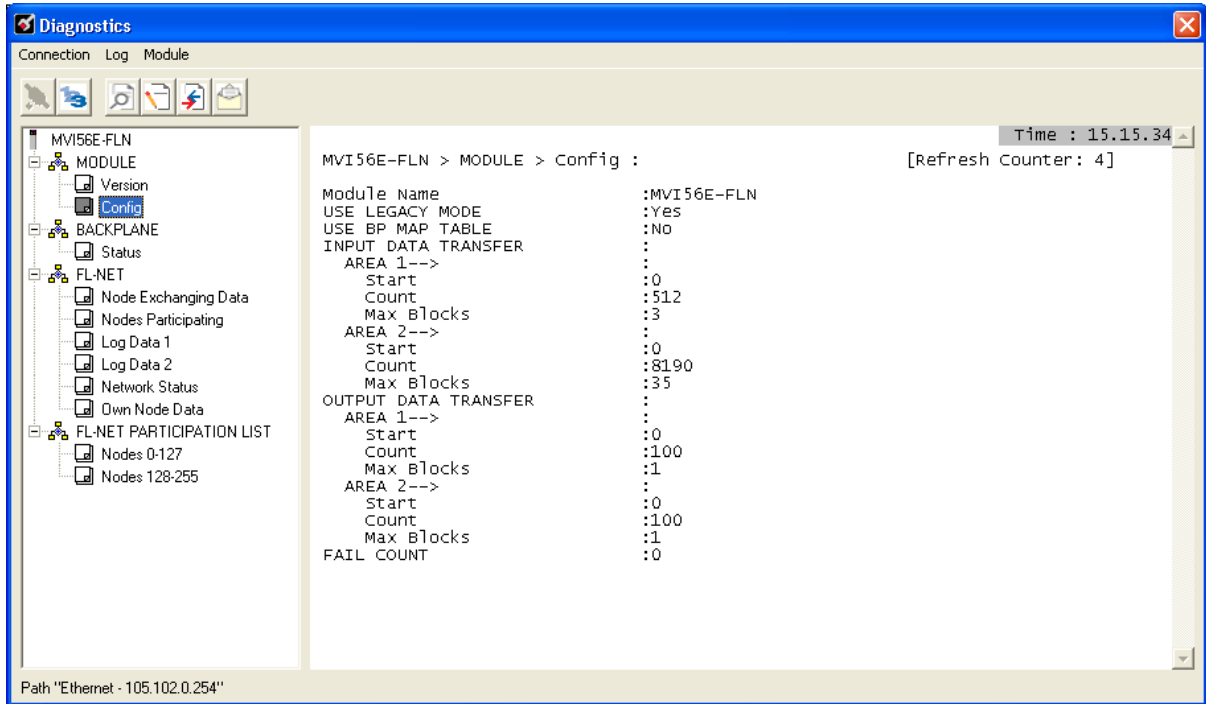 Diagnostics
Connection Log Module
MVI56E-FLN
MODULE
Version
Config
BACKPLANE
Status
FL-NET
Node Exchanging Data
Nodes Participating
Log Data 1
Log Data 2
Network Status
Own Node Data
FL-NET PARTICIPATION LIST
Nodes 0-127
Nodes 128-255
Time : 15.15.34
MVI56E-FLN > MODULE > Config : [Refresh Counter: 4]
Module Name :MVI56E-FLN
USE LEGACY MODE :Yes
USE BP MAP TABLE :No
INPUT DATA TRANSFER :
AREA 1--> :
Start :0
Count :512
Max Blocks :3
AREA 2--> :
Start :0
Count :8190
Max Blocks :35
OUTPUT DATA TRANSFER :
AREA 1--> :
Start :0
Count :100
Max Blocks :1
AREA 2--> :
Start :0
Count :100
Max Blocks :1
FAIL COUNT :0
Path "Ethernet - 105.102.0.254"